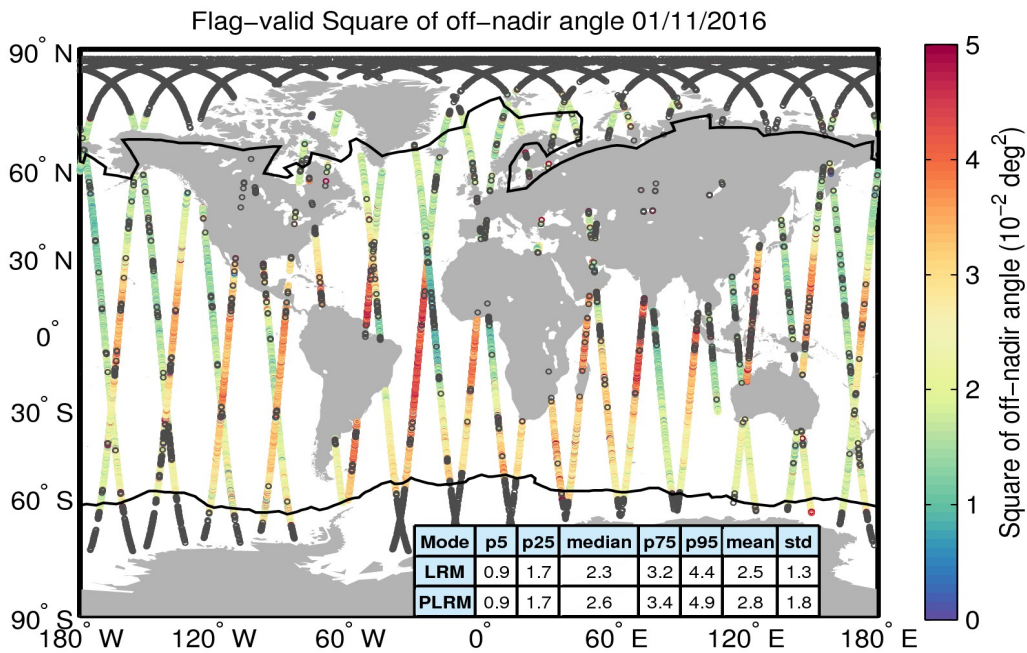 Flag−valid Square of off−nadir angle 01/11/2016
90° N
60° N
30° N
0°
30° S
60° S
90° S
180° W
120° W
60° W
0°
60° E
120° E
180° E
Mode p5 p25 median p75 p95 mean std
LRM 0.9 1.7 2.3 3.2 4.4 2.5 1.3
PLRM 0.9 1.7 2.6 3.4 4.9 2.8 1.8
5
4
3
2
1
0
Square of off−nadir angle (10⁻² deg²)